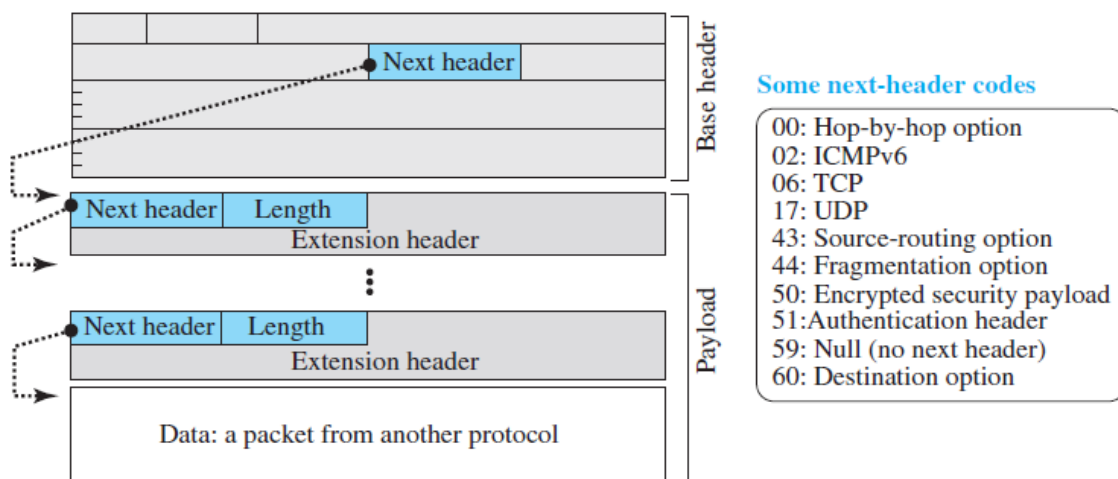 Next header
Base header
Next header Length
Extension header
Next header Length
Extension header
Data: a packet from another protocol
Payload
Some next-header codes
00: Hop-by-hop option
02: ICMPv6
06: TCP
17: UDP
43: Source-routing option
44: Fragmentation option
50: Encrypted security payload
51:Authentication header
59: Null (no next header)
60: Destination option